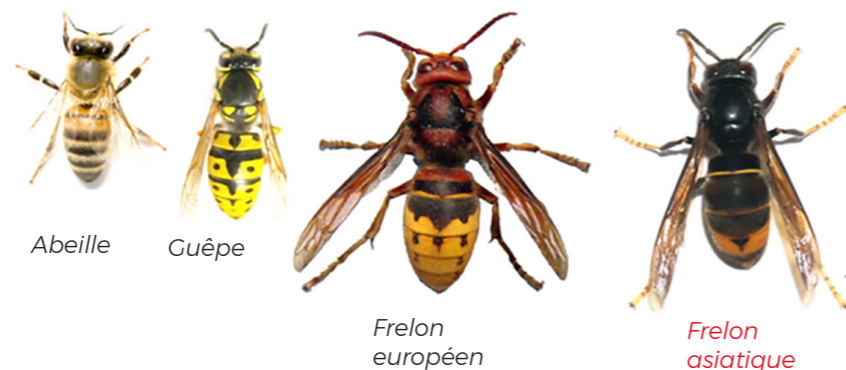 Abeille
Guêpe
Frelon
européen
Frelon
asiatique